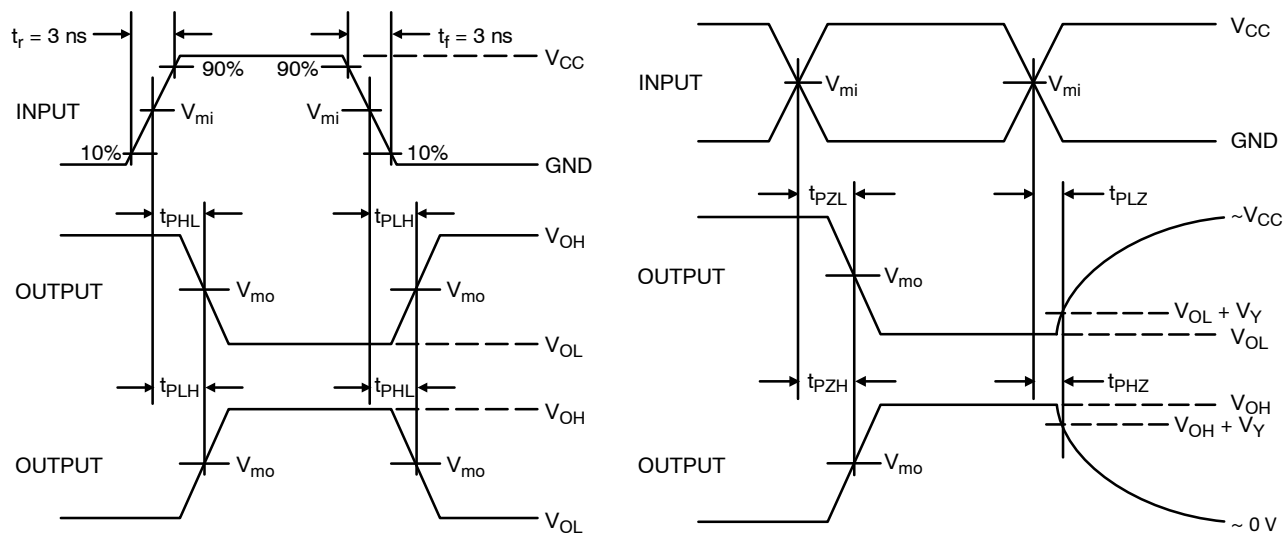 t_r = 3 ns
t_f = 3 ns
V_CC
90%
90%
INPUT
V_mi
V_mi
10%
10%
GND
t_PHL
t_PLH
V_OH
OUTPUT
V_mo
V_mo
V_OL
t_PLH
t_PHL
V_OH
OUTPUT
V_mo
V_mo
V_OL
V_CC
INPUT
V_mi
V_mi
GND
t_PZL
t_PLZ
~V_CC
OUTPUT
V_mo
V_OL + V_Y
V_OL
t_PZH
t_PHZ
V_OH
V_OH + V_Y
OUTPUT
V_mo
~ 0 V